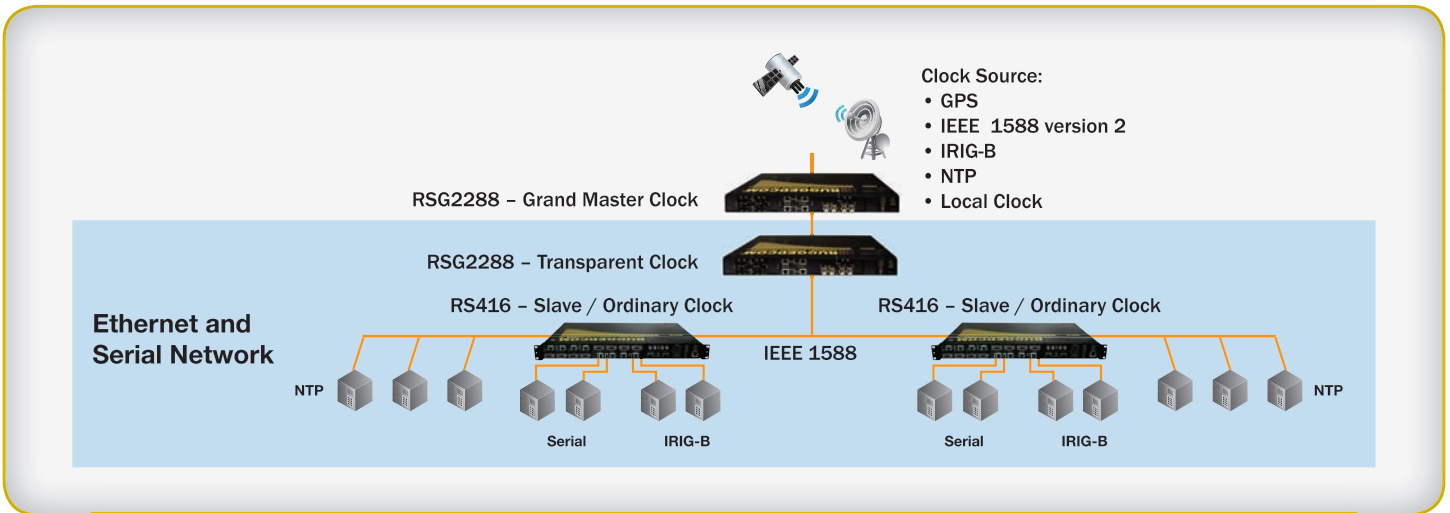 Clock Source:
• GPS
• IEEE 1588 version 2
• IRIG-B
• NTP
• Local Clock
RSG2288 – Grand Master Clock
RSG2288 – Transparent Clock
RS416 – Slave / Ordinary Clock
RS416 – Slave / Ordinary Clock
Ethernet and
Serial Network
IEEE 1588
NTP
NTP
Serial
IRIG-B
Serial
IRIG-B